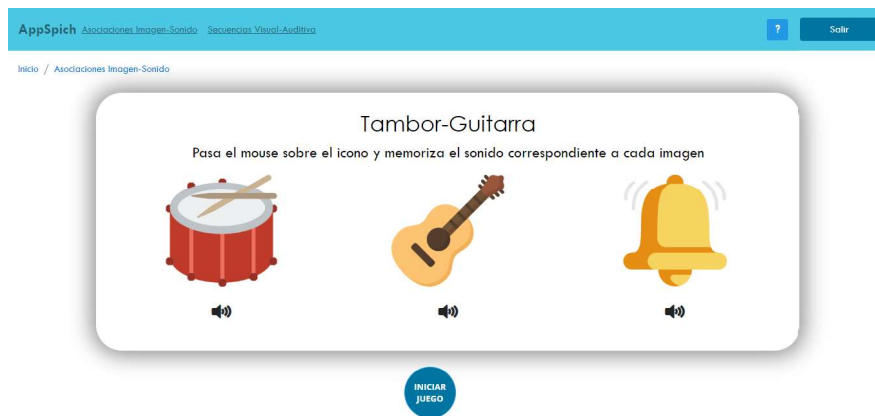 AppSpich Asociaciones Imagen-Sonido Secuencias Visual-Auditiva ? Salir
Inicio / Asociaciones Imagen-Sonido
Tambor-Guitarra
Pasa el mouse sobre el icono y memoriza el sonido correspondiente a cada imagen
INICIAR
JUEGO